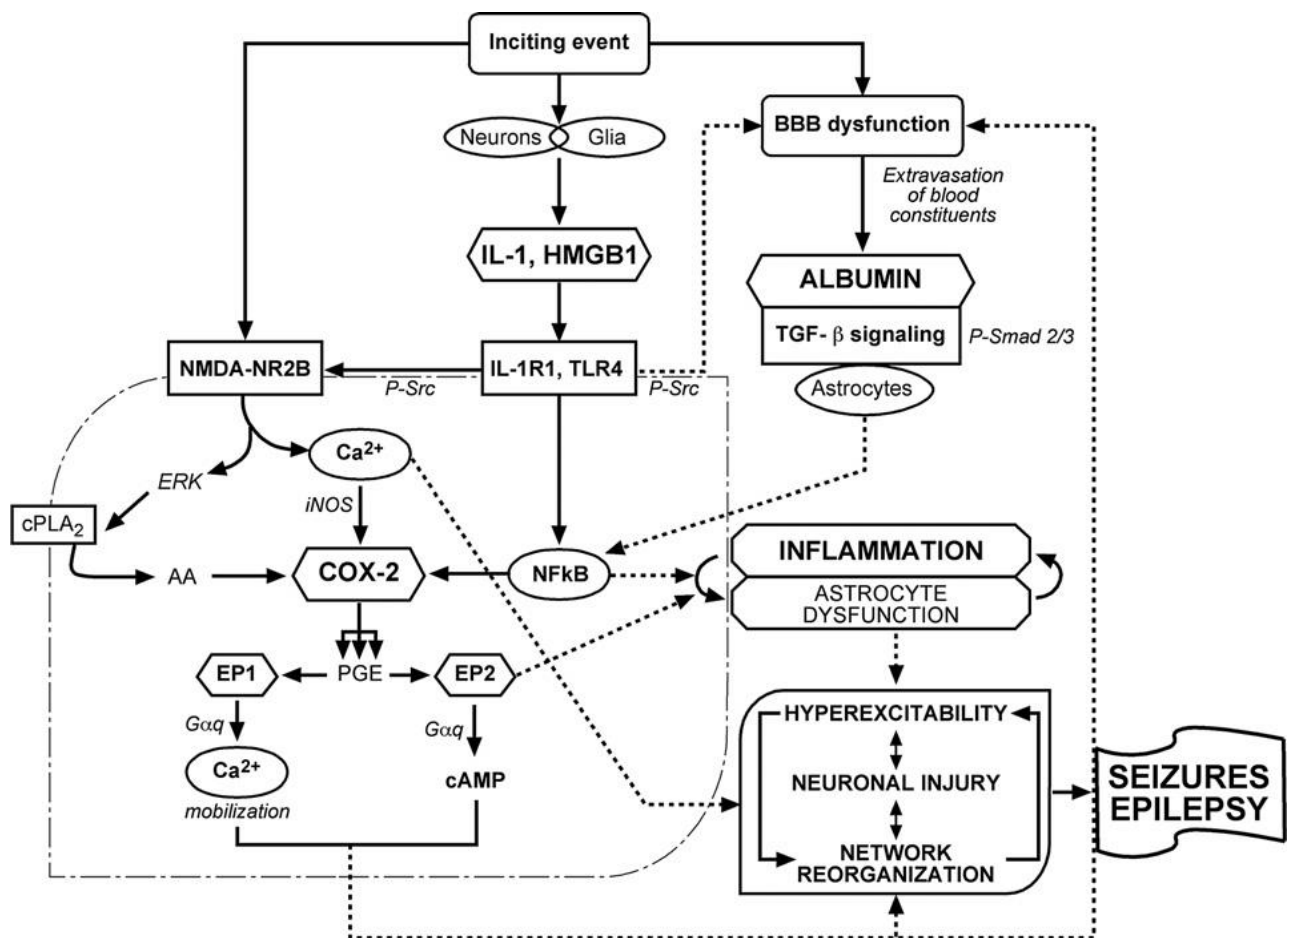 Inciting event
Neurons
Glia
BBB dysfunction
Extravasation
of blood
constituents
IL-1, HMGB1
ALBUMIN
TGF- β signaling
P-Smad 2/3
NMDA-NR2B
IL-1R1, TLR4
P-Src
P-Src
Astrocytes
Ca2+
ERK
iNOS
cPLA2
AA
COX-2
NFkB
INFLAMMATION
ASTROCYTE
DYSFUNCTION
EP1
PGE
EP2
Gαq
Gαq
Ca2+
mobilization
cAMP
HYPEREXCITABILITY
NEURONAL INJURY
NETWORK
REORGANIZATION
SEIZURES
EPILEPSY